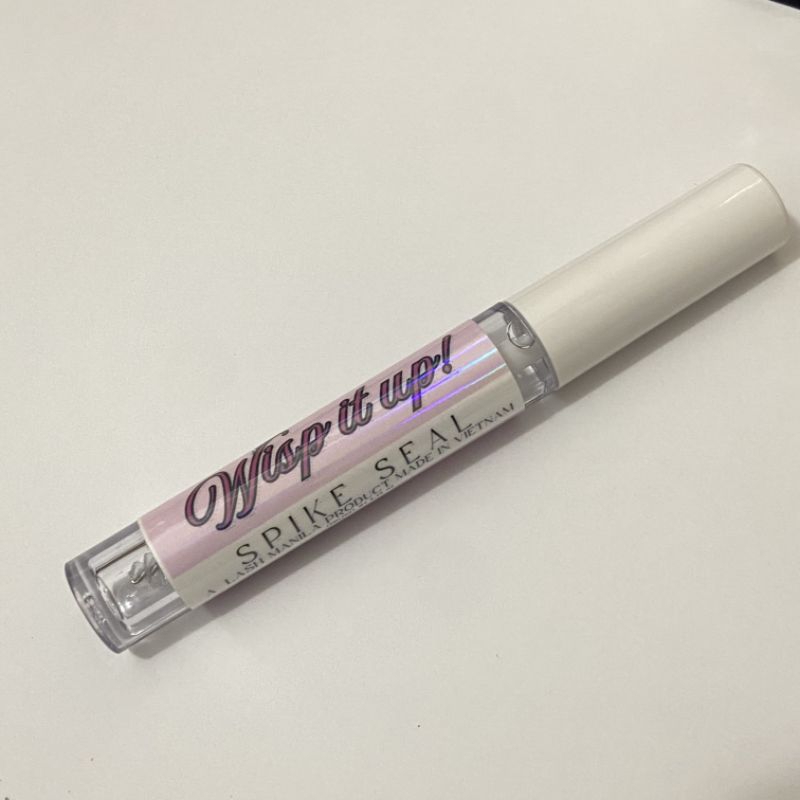 Wisp it up!
SPIKE SEAL
A LASH MANILA PRODUCT MADE IN VIETNAM